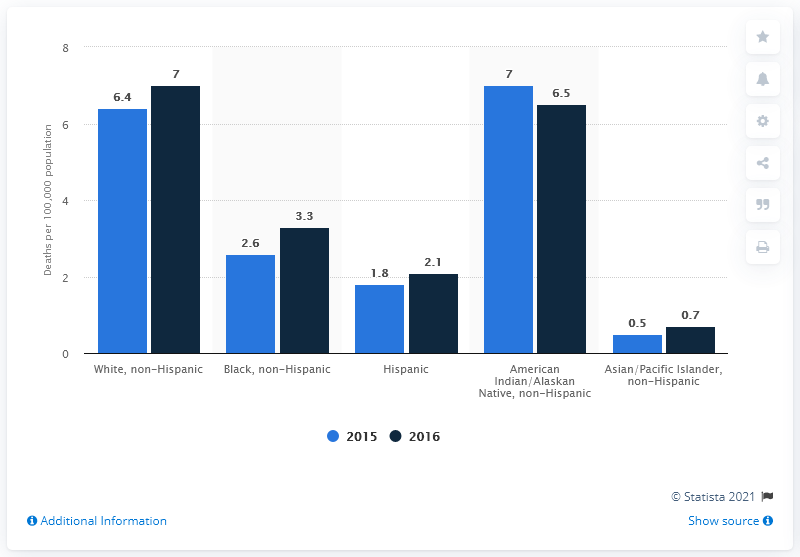 8
6
4
2
0
Deaths per 100,000 population
6.4
7
2.6
3.3
1.8
2.1
7
6.5
0.5
0.7
White, non-Hispanic
Black, non-Hispanic
Hispanic
American
Indian/Alaskan
Native, non-Hispanic
Asian/Pacific Islander,
non-Hispanic
2015 2016
© Statista 2021
Additional Information
Show source